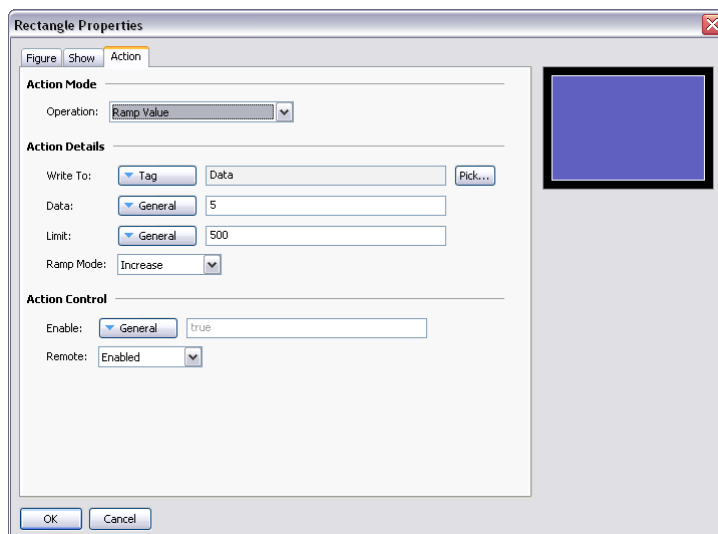 Rectangle Properties
Figure Show Action
Action Mode
Operation: Ramp Value
Action Details
Write To: Tag Data Pick...
Data: General 5
Limit: General 500
Ramp Mode: Increase
Action Control
Enable: General true
Remote: Enabled
OK Cancel